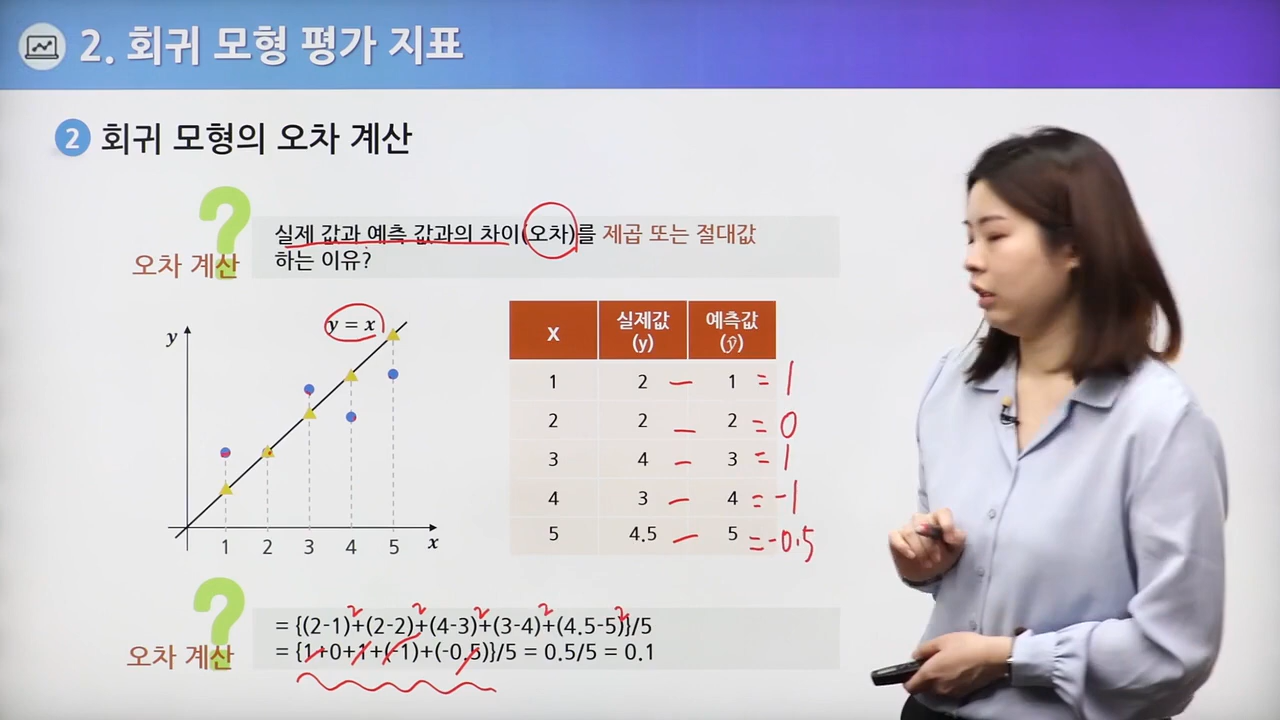 2. 회귀 모형 평가 지표
2 회귀 모형의 오차 계산
?
오차 계산
실제 값과 예측 값과의 차이(오차)를 제곱 또는 절대값
하는 이유?
y = x
y
1 2 3 4 5 x
X 실제값 (y) 예측값 (ŷ)
1 2 – 1 = 1
2 2 – 2 = 0
3 4 – 3 = 1
4 3 – 4 = -1
5 4.5 – 5 = -0.5
?
오차 계산
2 2 2 2 2
= {(2-1)+(2-2)+(4-3)+(3-4)+(4.5-5)}/5
= {1+0+1+(-1)+(-0.5)}/5 = 0.5/5 = 0.1